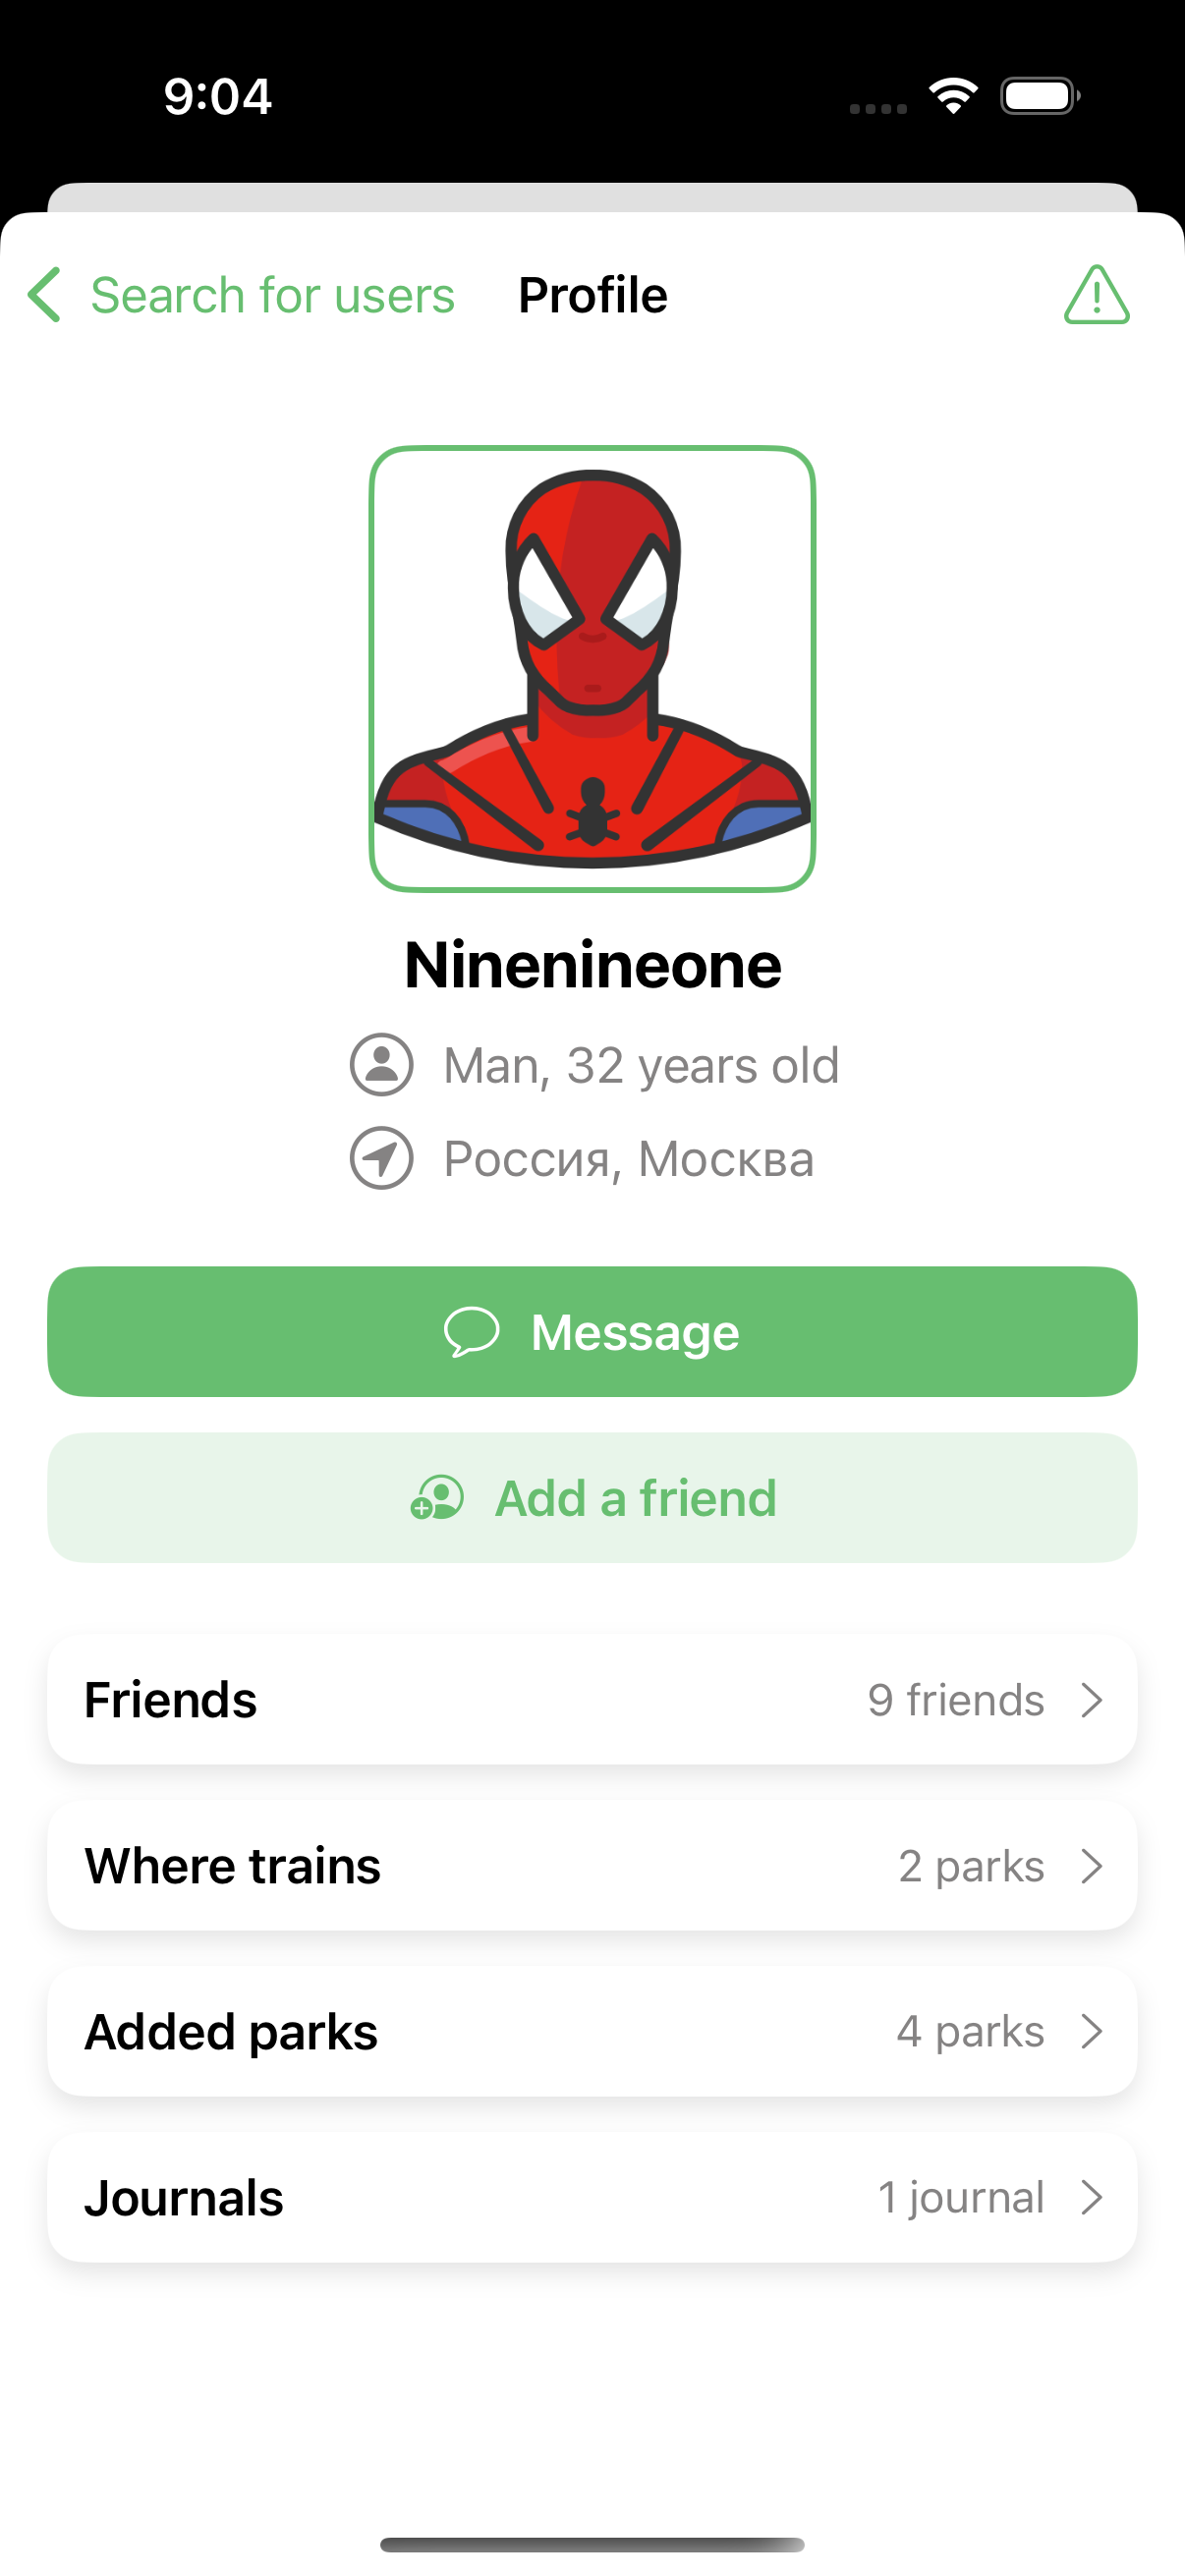 9:04
Search for users Profile
Nineninеone
Man, 32 years old
Россия, Москва
Message
Add a friend
Friends 9 friends
Where trains 2 parks
Added parks 4 parks
Journals 1 journal